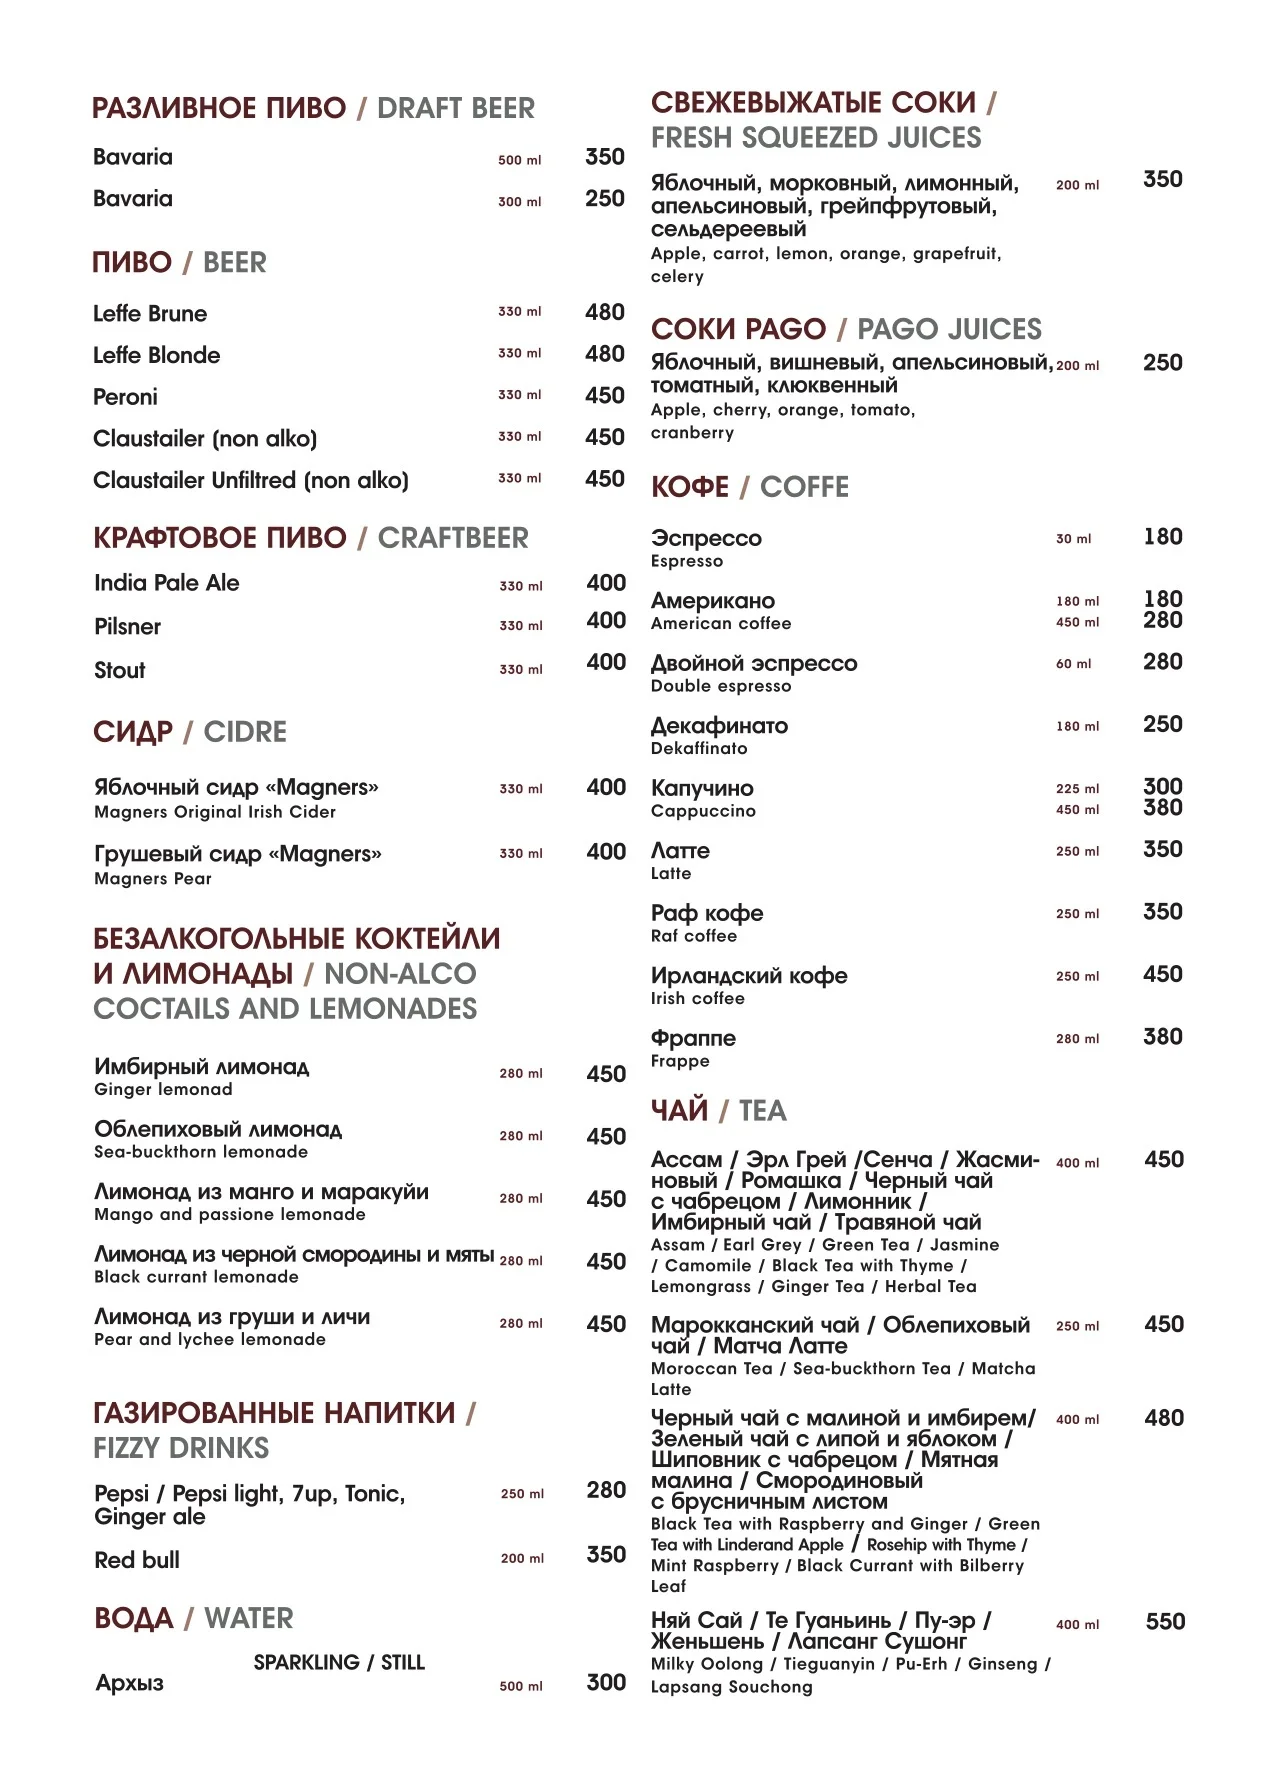 РАЗЛИВНОЕ ПИВО / DRAFT BEER
Bavaria 500 ml 350
Bavaria 300 ml 250
ПИВО / BEER
Leffe Brune 330 ml 480
Leffe Blonde 330 ml 480
Peroni 330 ml 450
Claustailer (non alko) 330 ml 450
Claustailer Unfiltred (non alko) 330 ml 450
КРАФТОВОЕ ПИВО / CRAFTBEER
India Pale Ale 330 ml 400
Pilsner 330 ml 400
Stout 330 ml 400
СИДР / CIDRE
Яблочный сидр «Magners» 330 ml 400
Magners Original Irish Cider
Грушевый сидр «Magners» 330 ml 400
Magners Pear
БЕЗАЛКОГОЛЬНЫЕ КОКТЕЙЛИ
И ЛИМОНАДЫ / NON-ALCO
COCTAILS AND LEMONADES
Имбирный лимонад 280 ml 450
Ginger lemonad
Облепиховый лимонад 280 ml 450
Sea-buckthorn lemonade
Лимонад из манго и маракуйи 280 ml 450
Mango and passione lemonade
Лимонад из черной смородины и мяты 280 ml 450
Black currant lemonade
Лимонад из груши и личи 280 ml 450
Pear and lychee lemonade
ГАЗИРОВАННЫЕ НАПИТКИ /
FIZZY DRINKS
Pepsi / Pepsi light, 7up, Tonic, 250 ml 280
Ginger ale
Red bull 200 ml 350
ВОДА / WATER
SPARKLING / STILL
Архыз 500 ml 300
СВЕЖЕВЫЖАТЫЕ СОКИ /
FRESH SQUEEZED JUICES
Яблочный, морковный, лимонный, 200 ml 350
апельсиновый, грейпфрутовый,
сельдереевый
Apple, carrot, lemon, orange, grapefruit,
celery
СОКИ PAGO / PAGO JUICES
Яблочный, вишневый, апельсиновый, 200 ml 250
томатный, клюквенный
Apple, cherry, orange, tomato,
cranberry
КОФЕ / COFFE
Эспрессо 30 ml 180
Espresso
Американо 180 ml 180
American coffee 450 ml 280
Двойной эспрессо 60 ml 280
Double espresso
Декафинато 180 ml 250
Dekaffinato
Капучино 225 ml 300
Cappuccino 450 ml 380
Латте 250 ml 350
Latte
Раф кофе 250 ml 350
Raf coffee
Ирландский кофе 250 ml 450
Irish coffee
Фраппе 280 ml 380
Frappe
ЧАЙ / TEA
Ассам / Эрл Грей /Сенча / Жасми- 400 ml 450
новый / Ромашка / Черный чай
с чабрецом / Лимонник /
Имбирный чай / Травяной чай
Assam / Earl Grey / Green Tea / Jasmine
/ Camomile / Black Tea with Thyme /
Lemongrass / Ginger Tea / Herbal Tea
Марокканский чай / Облепиховый 250 ml 450
чай / Матча Латте
Moroccan Tea / Sea-buckthorn Tea / Matcha
Latte
Черный чай с малиной и имбирем/ 400 ml 480
Зеленый чай с липой и яблоком /
Шиповник с чабрецом / Мятная
малина / Смородиновый
с брусничным листом
Black Tea with Raspberry and Ginger / Green
Tea with Linderand Apple / Rosehip with Thyme /
Mint Raspberry / Black Currant with Bilberry
Leaf
Няй Сай / Те Гуаньинь / Пу-эр / 400 ml 550
Женьшень / Лапсанг Сушонг
Milky Oolong / Tieguanyin / Pu-Erh / Ginseng /
Lapsang Souchong